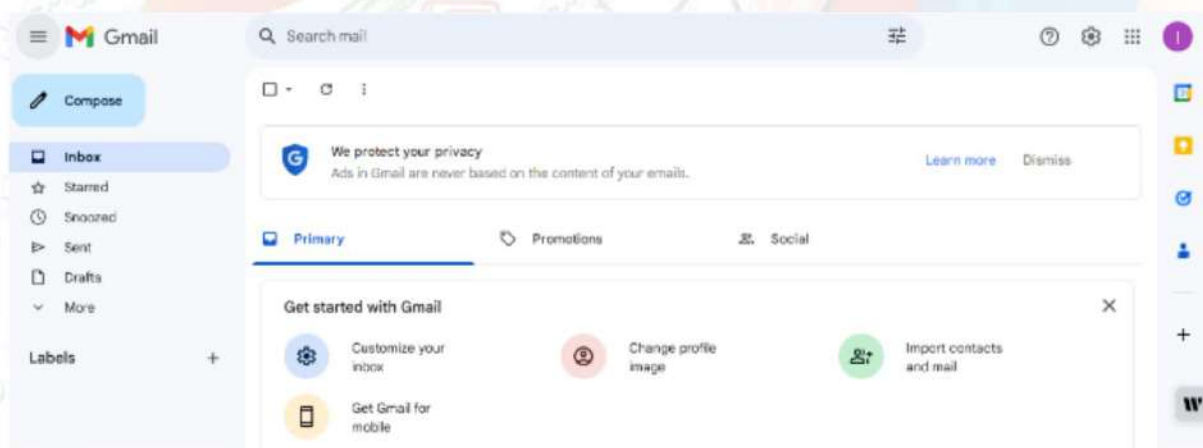 Gmail
Search mail
I
Compose
Inbox
Starred
Snoozed
Sent
Drafts
More
Labels
We protect your privacy
Ads in Gmail are never based on the content of your emails.
Learn more
Dismiss
Primary
Promotions
Social
Get started with Gmail
Customize your
inbox
Change profile
image
Import contacts
and mail
Get Gmail for
mobile
W